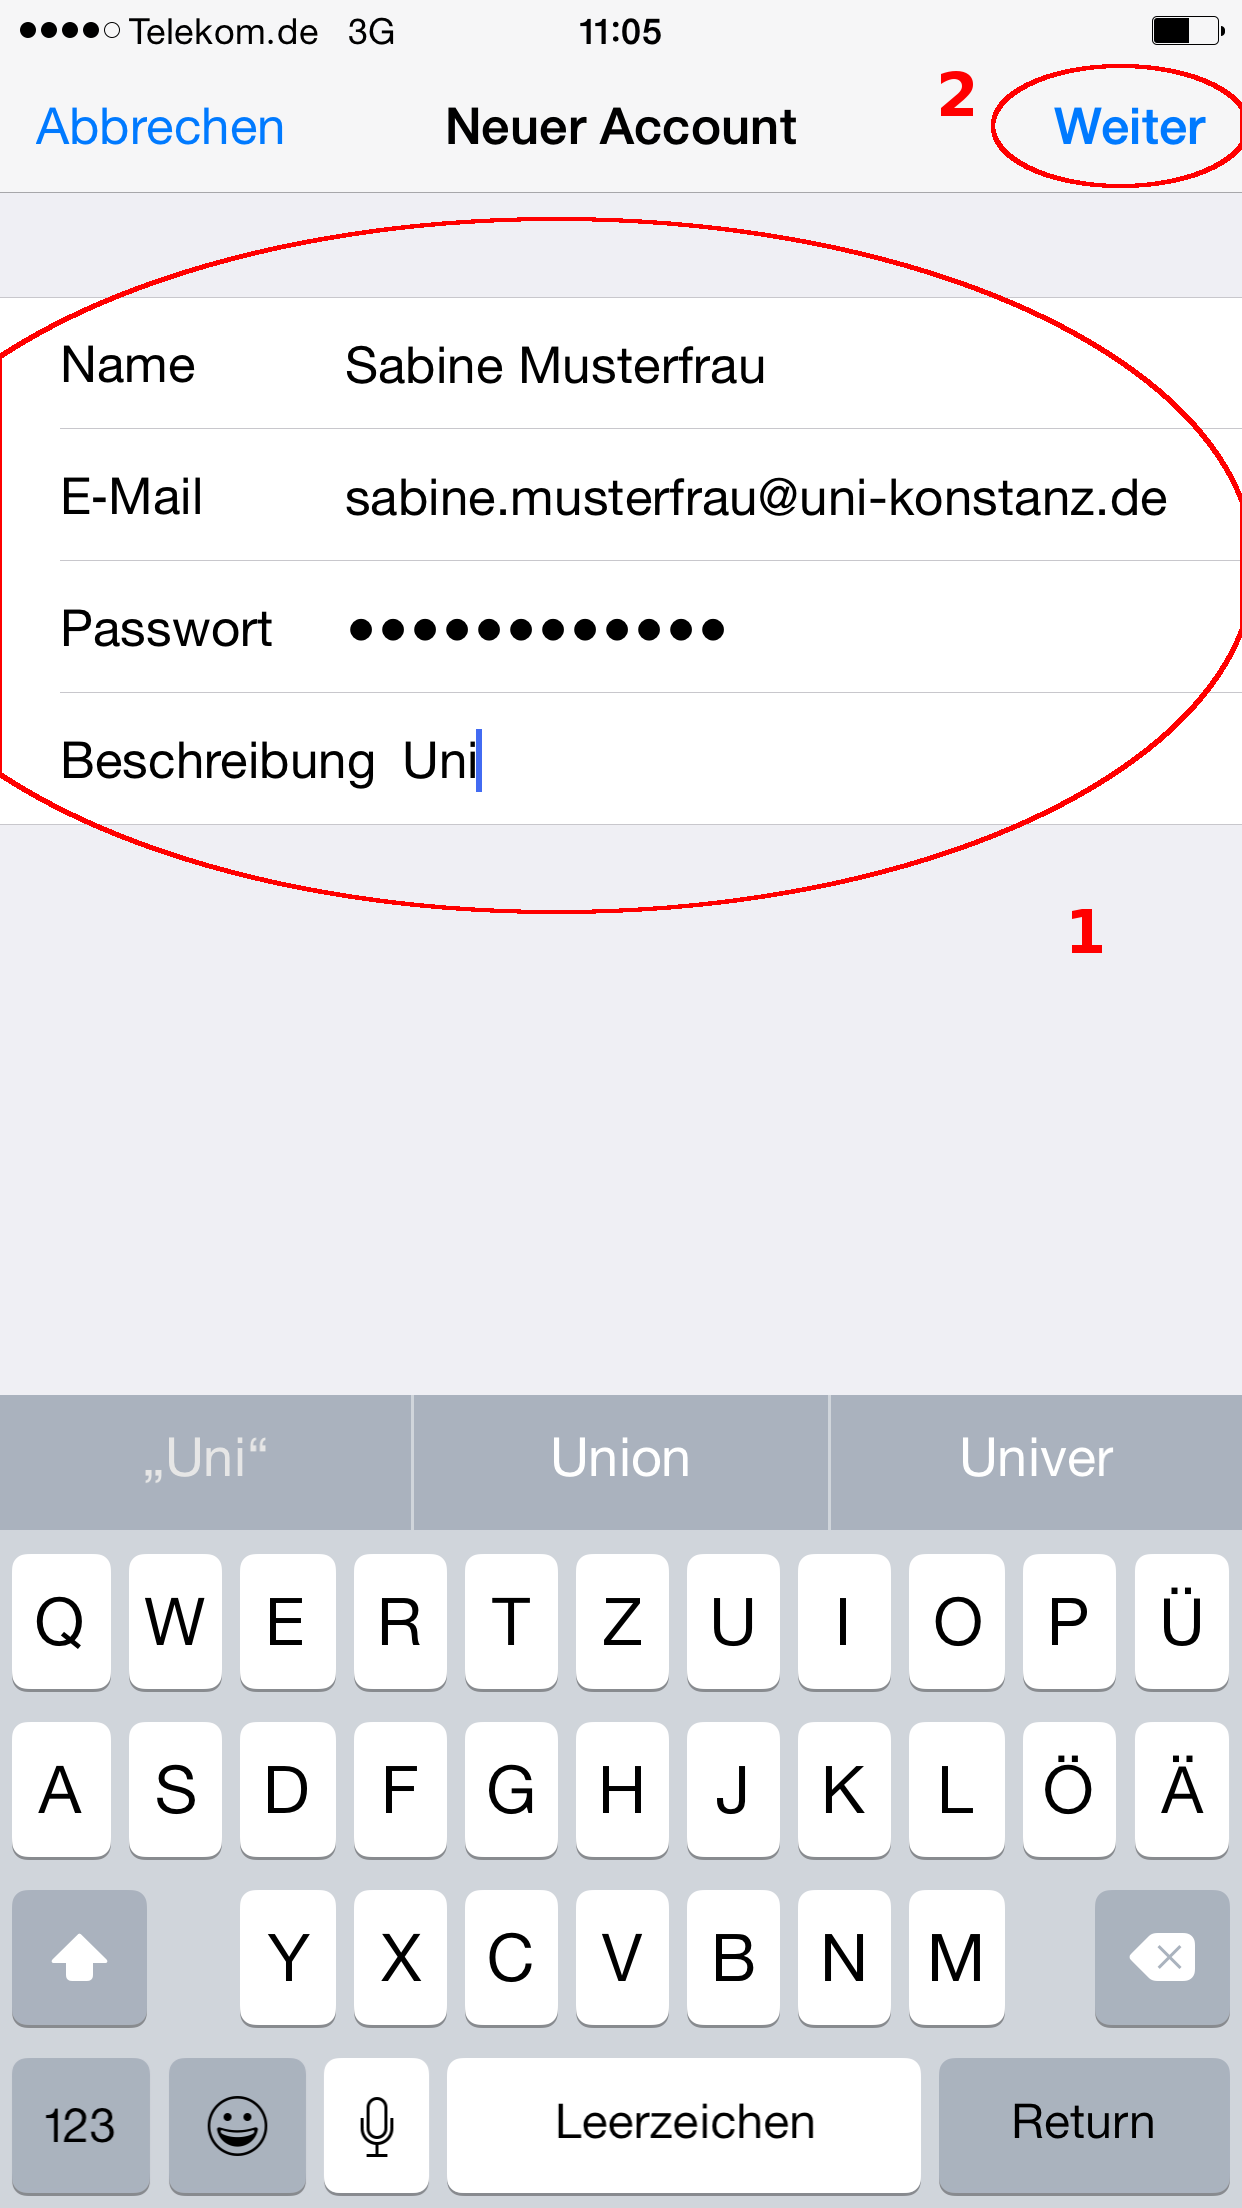 Telekom.de 3G 11:05
Abbrechen Neuer Account 2 Weiter
Name Sabine Musterfrau
E-Mail sabine.musterfrau@uni-konstanz.de
Passwort ●●●●●●●●●●●●
Beschreibung Uni
1
„Uni“ Union Univer
Q W E R T Z U I O P Ü
A S D F G H J K L Ö Ä
Y X C V B N M
123 Leerzeichen Return